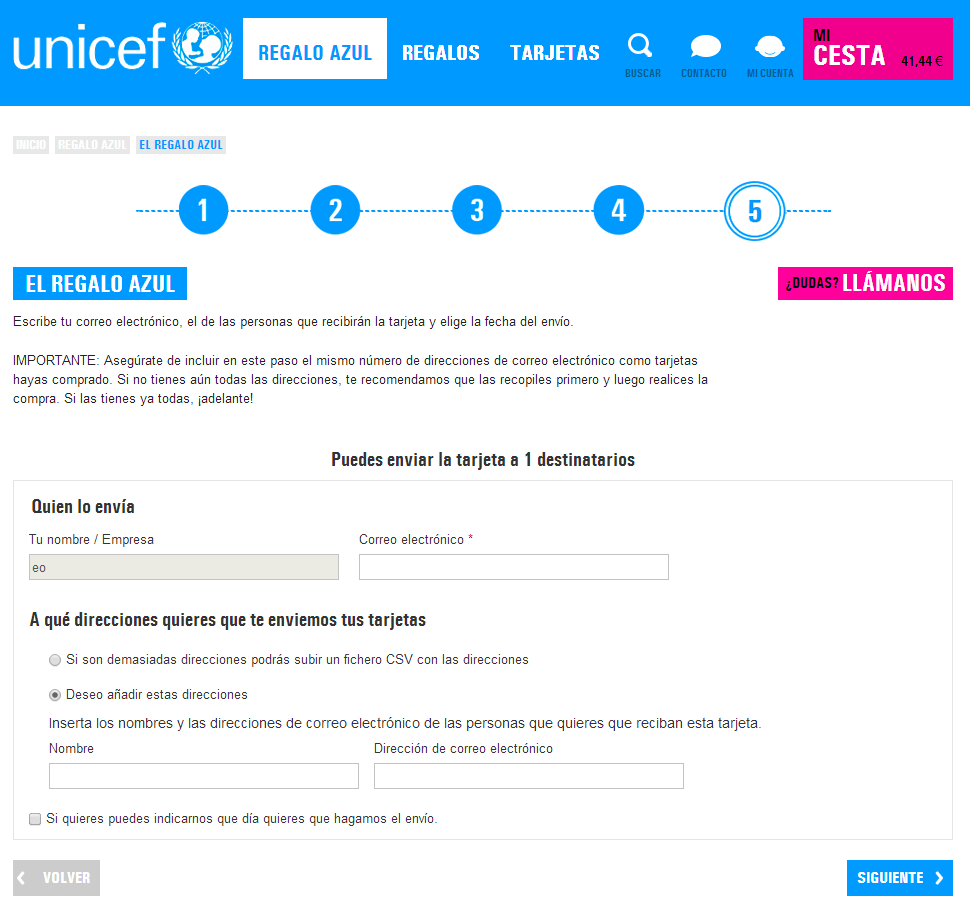 unicef
REGALO AZUL
REGALOS
TARJETAS
BUSCAR
CONTACTO
MI CUENTA
MI
CESTA
41,44 €
INICIO
REGALO AZUL
EL REGALO AZUL
1
2
3
4
5
EL REGALO AZUL
¿DUDAS? LLÁMANOS
Escribe tu correo electrónico, el de las personas que recibirán la tarjeta y elige la fecha del envío.
IMPORTANTE: Asegúrate de incluir en este paso el mismo número de direcciones de correo electrónico como tarjetas
hayas comprado. Si no tienes aún todas las direcciones, te recomendamos que las recopiles primero y luego realices la
compra. Si las tienes ya todas, ¡adelante!
Puedes enviar la tarjeta a 1 destinatarios
Quien lo envía
Tu nombre / Empresa
Correo electrónico *
eo
A qué direcciones quieres que te enviemos tus tarjetas
Si son demasiadas direcciones podrás subir un fichero CSV con las direcciones
Deseo añadir estas direcciones
Inserta los nombres y las direcciones de correo electrónico de las personas que quieres que reciban esta tarjeta.
Nombre
Dirección de correo electrónico
Si quieres puedes indicarnos que día quieres que hagamos el envío.
VOLVER
SIGUIENTE